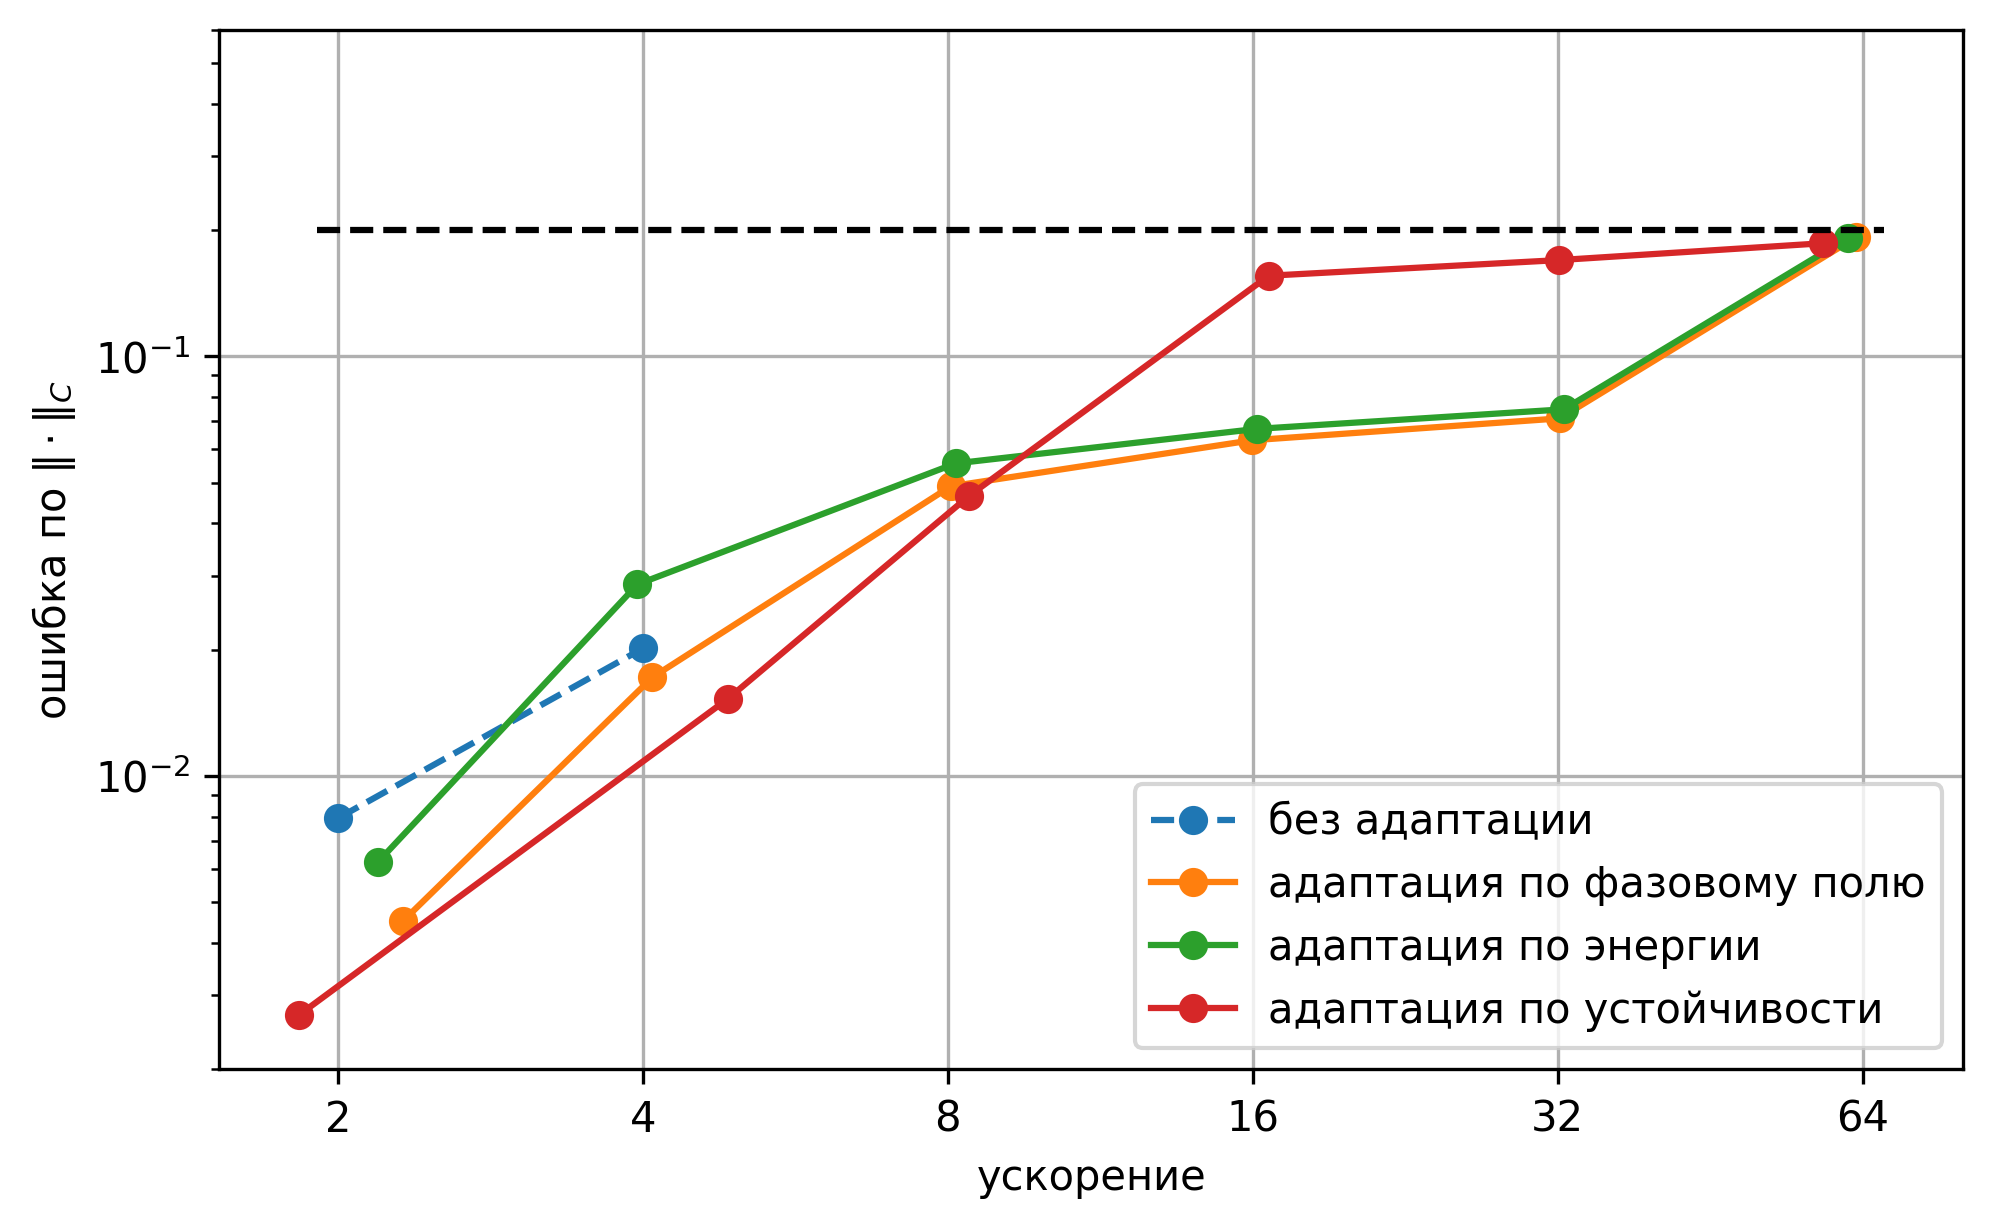 ошибка по ‖·‖_C
10⁻¹
10⁻²
2 4 8 16 32 64
ускорение
без адаптации
адаптация по фазовому полю
адаптация по энергии
адаптация по устойчивости